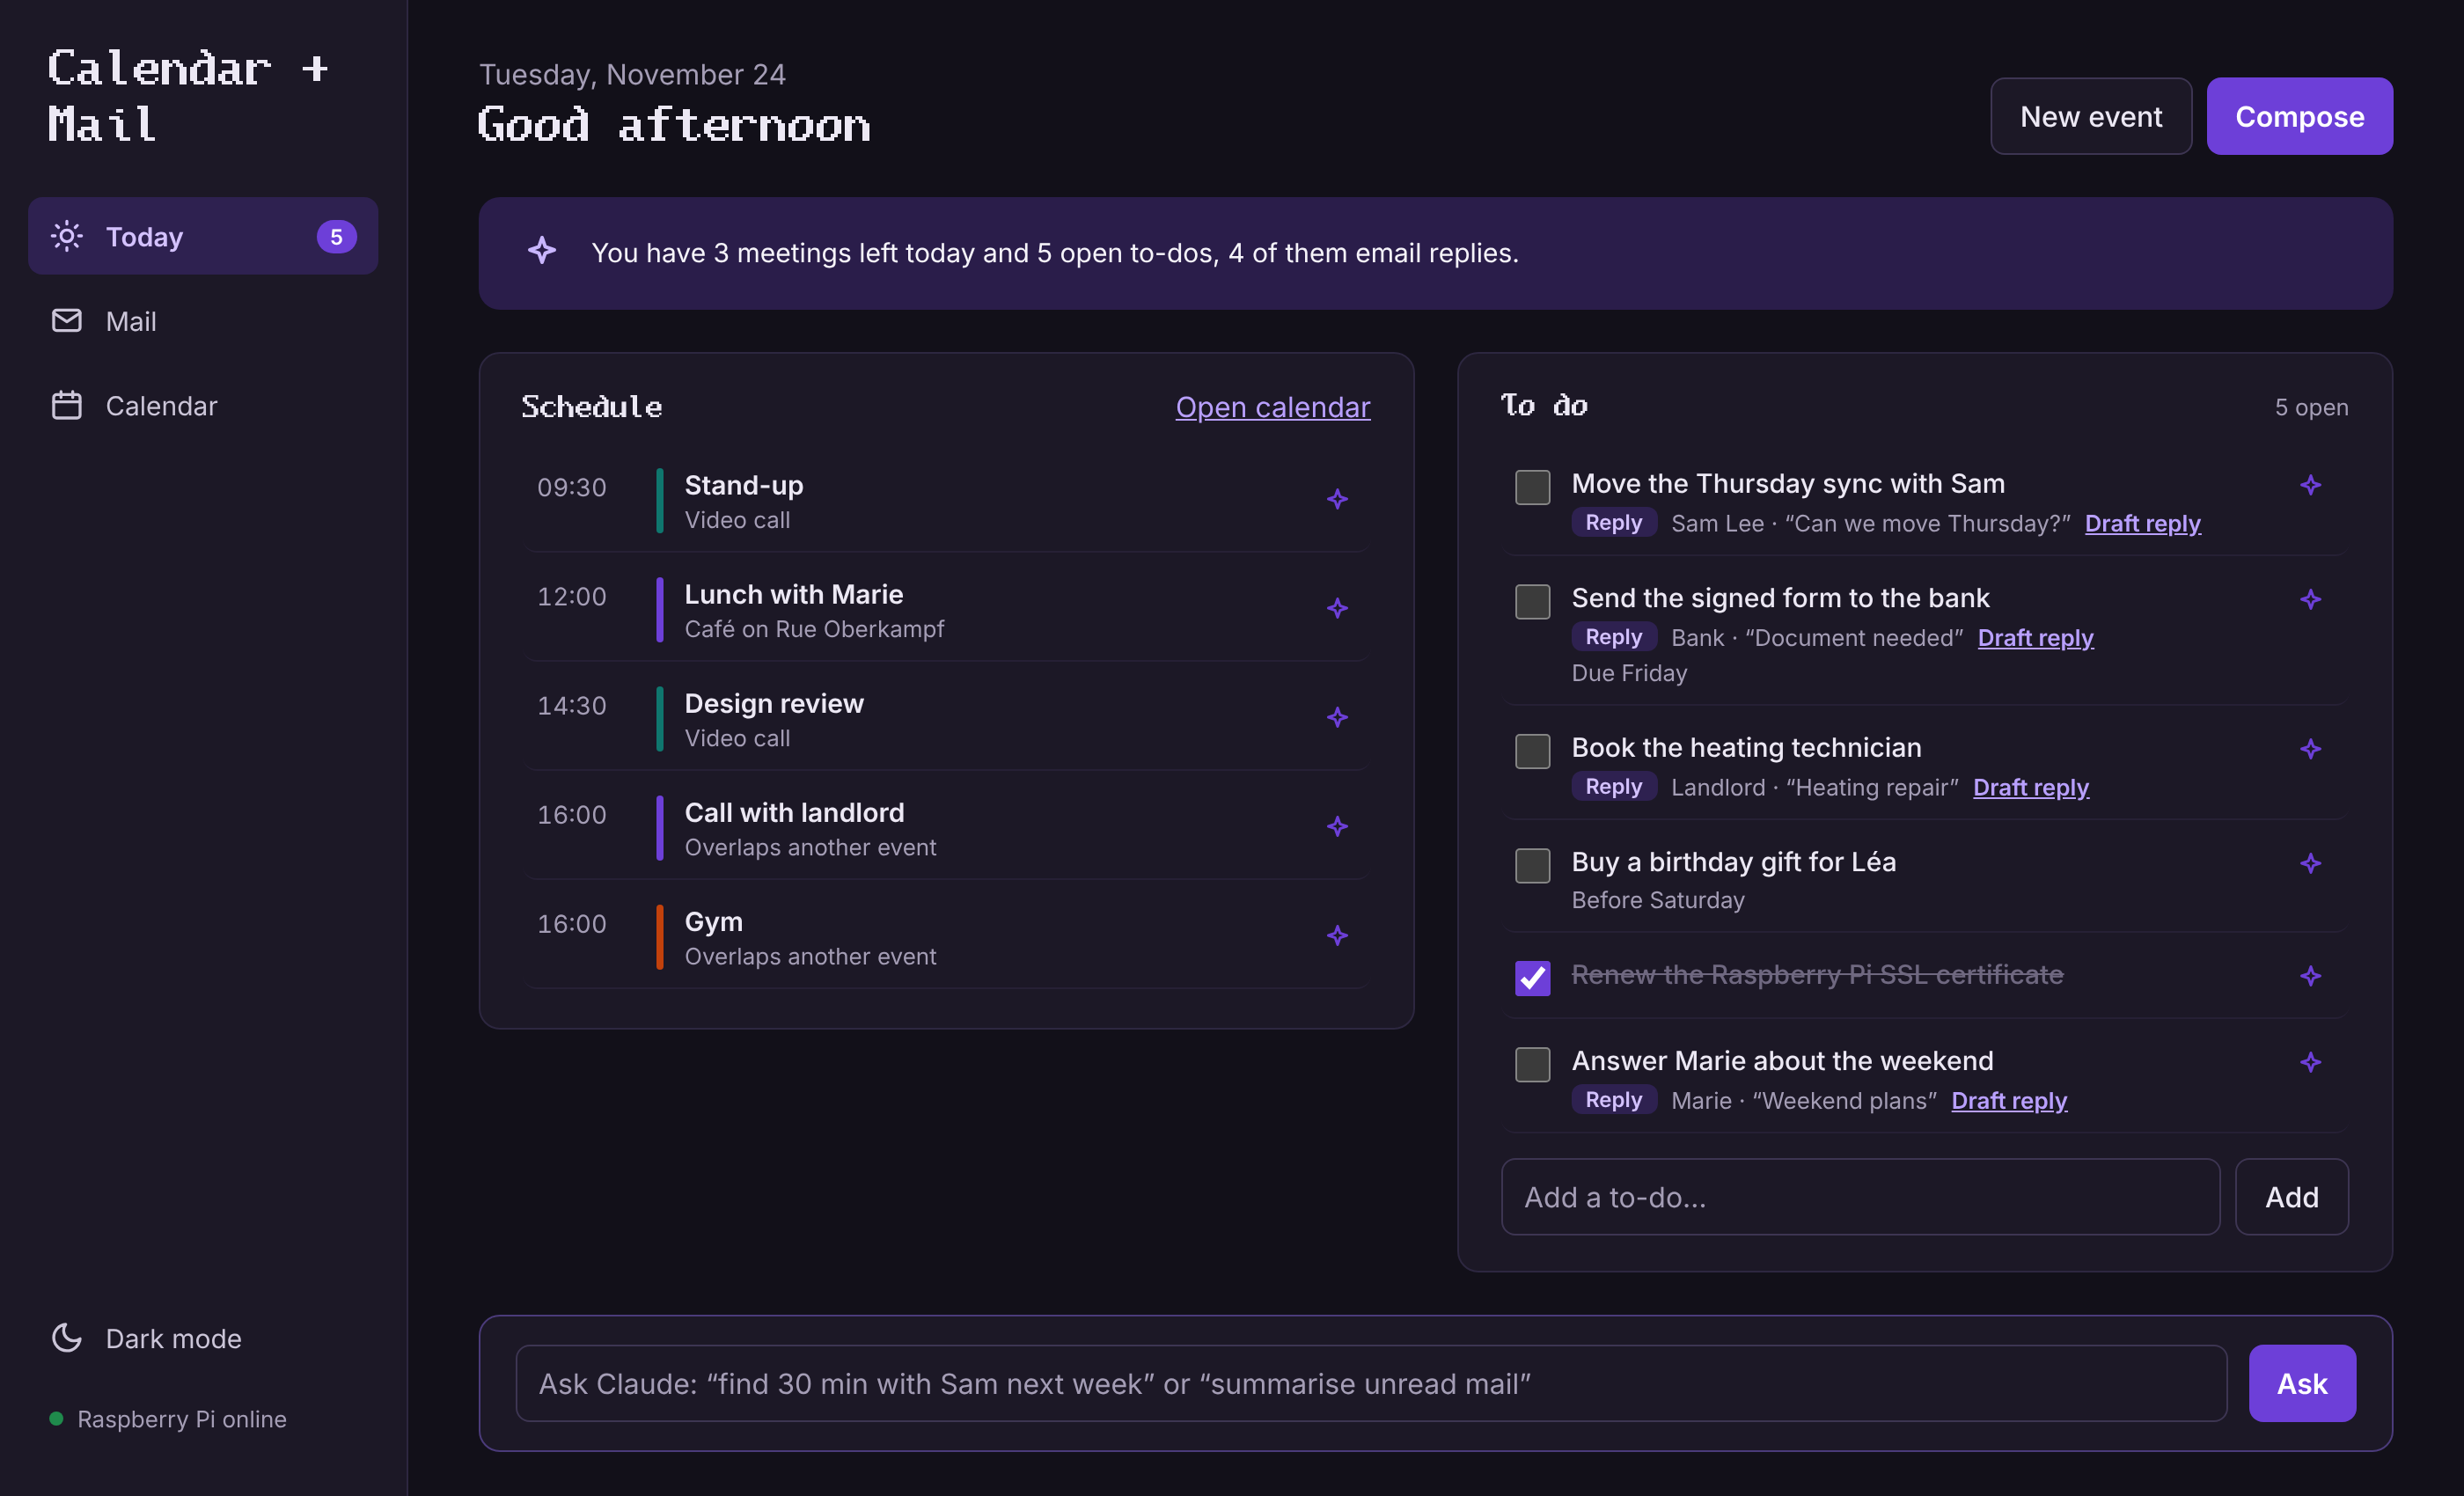 Calendar +
Mail
Today 5
Mail
Calendar
Dark mode
Raspberry Pi online
Tuesday, November 24
Good afternoon
New event
Compose
You have 3 meetings left today and 5 open to-dos, 4 of them email replies.
Schedule
Open calendar
09:30 Stand-up
Video call
12:00 Lunch with Marie
Café on Rue Oberkampf
14:30 Design review
Video call
16:00 Call with landlord
Overlaps another event
16:00 Gym
Overlaps another event
To do
5 open
Move the Thursday sync with Sam
Reply Sam Lee · “Can we move Thursday?” Draft reply
Send the signed form to the bank
Reply Bank · “Document needed” Draft reply
Due Friday
Book the heating technician
Reply Landlord · “Heating repair” Draft reply
Buy a birthday gift for Léa
Before Saturday
Renew the Raspberry Pi SSL certificate
Answer Marie about the weekend
Reply Marie · “Weekend plans” Draft reply
Add a to-do…
Add
Ask Claude: “find 30 min with Sam next week” or “summarise unread mail”
Ask